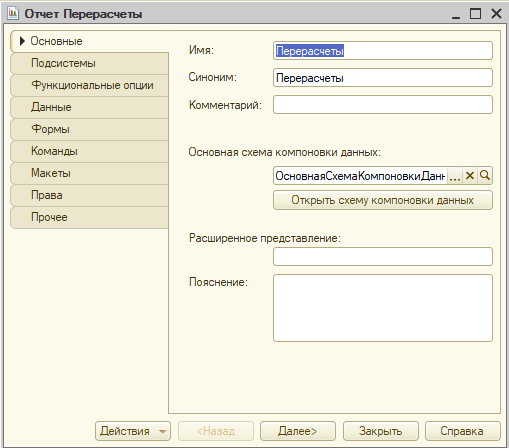 Отчет Перерасчеты
Основные
Подсистемы
Функциональные опции
Данные
Формы
Команды
Макеты
Права
Прочее
Имя: Перерасчеты
Синоним: Перерасчеты
Комментарий:
Основная схема компоновки данных:
ОсновнаяСхемаКомпоновкиДанн ...
Открыть схему компоновки данных
Расширенное представление:
Пояснение:
Действия <Назад Далее> Закрыть Справка